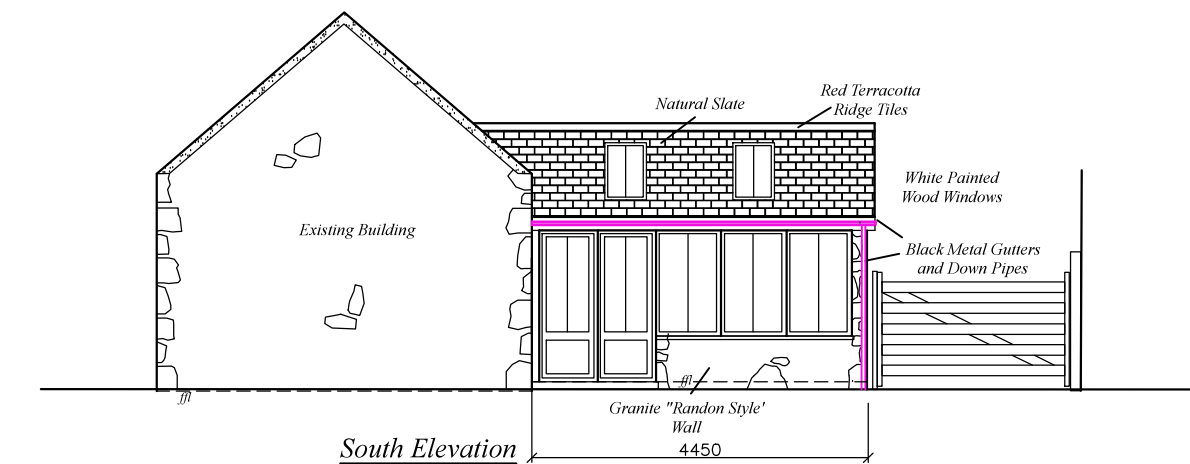 Natural Slate
Red Terracotta
Ridge Tiles
White Painted
Wood Windows
Existing Building
Black Metal Gutters
and Down Pipes
ffl
ffl
Granite "Randon Style'
Wall
South Elevation
4450